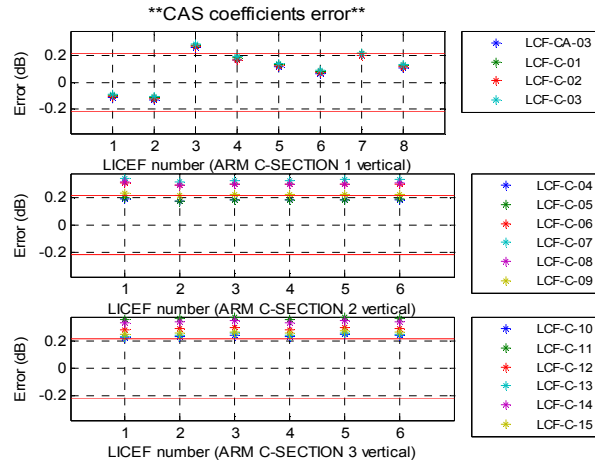 **CAS coefficients error**
Error (dB)
0.2
0
-0.2
1 2 3 4 5 6 7 8
LICEF number (ARM C-SECTION 1 vertical)
LCF-CA-03
LCF-C-01
LCF-C-02
LCF-C-03
Error (dB)
0.2
0
-0.2
1 2 3 4 5 6
LICEF number (ARM C-SECTION 2 vertical)
LCF-C-04
LCF-C-05
LCF-C-06
LCF-C-07
LCF-C-08
LCF-C-09
Error (dB)
0.2
0
-0.2
1 2 3 4 5 6
LICEF number (ARM C-SECTION 3 vertical)
LCF-C-10
LCF-C-11
LCF-C-12
LCF-C-13
LCF-C-14
LCF-C-15